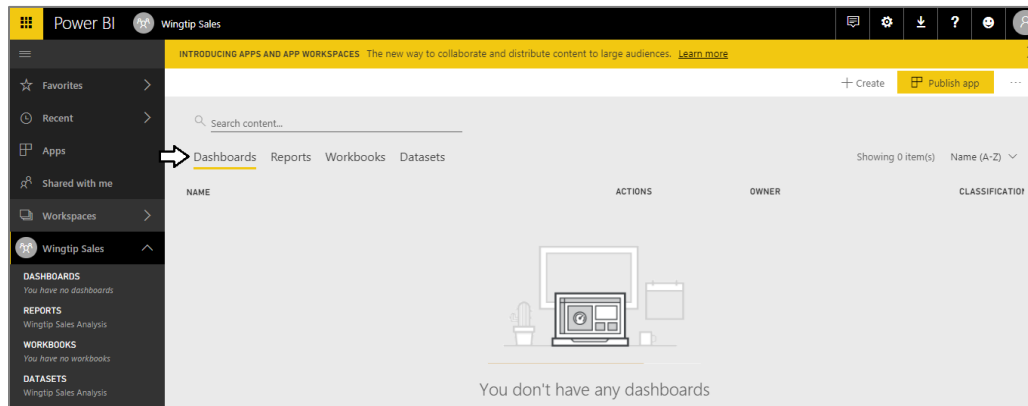 Power BI Wingtip Sales ?
INTRODUCING APPS AND APP WORKSPACES The new way to collaborate and distribute content to large audiences. Learn more
Favorites
Recent
Apps
Shared with me
Workspaces
Wingtip Sales
DASHBOARDS
You have no dashboards
REPORTS
Wingtip Sales Analysis
WORKBOOKS
You have no workbooks
DATASETS
Wingtip Sales Analysis
+ Create Publish app ...
Search content...
Dashboards Reports Workbooks Datasets Showing 0 item(s) Name (A-Z)
NAME ACTIONS OWNER CLASSIFICATION
You don't have any dashboards